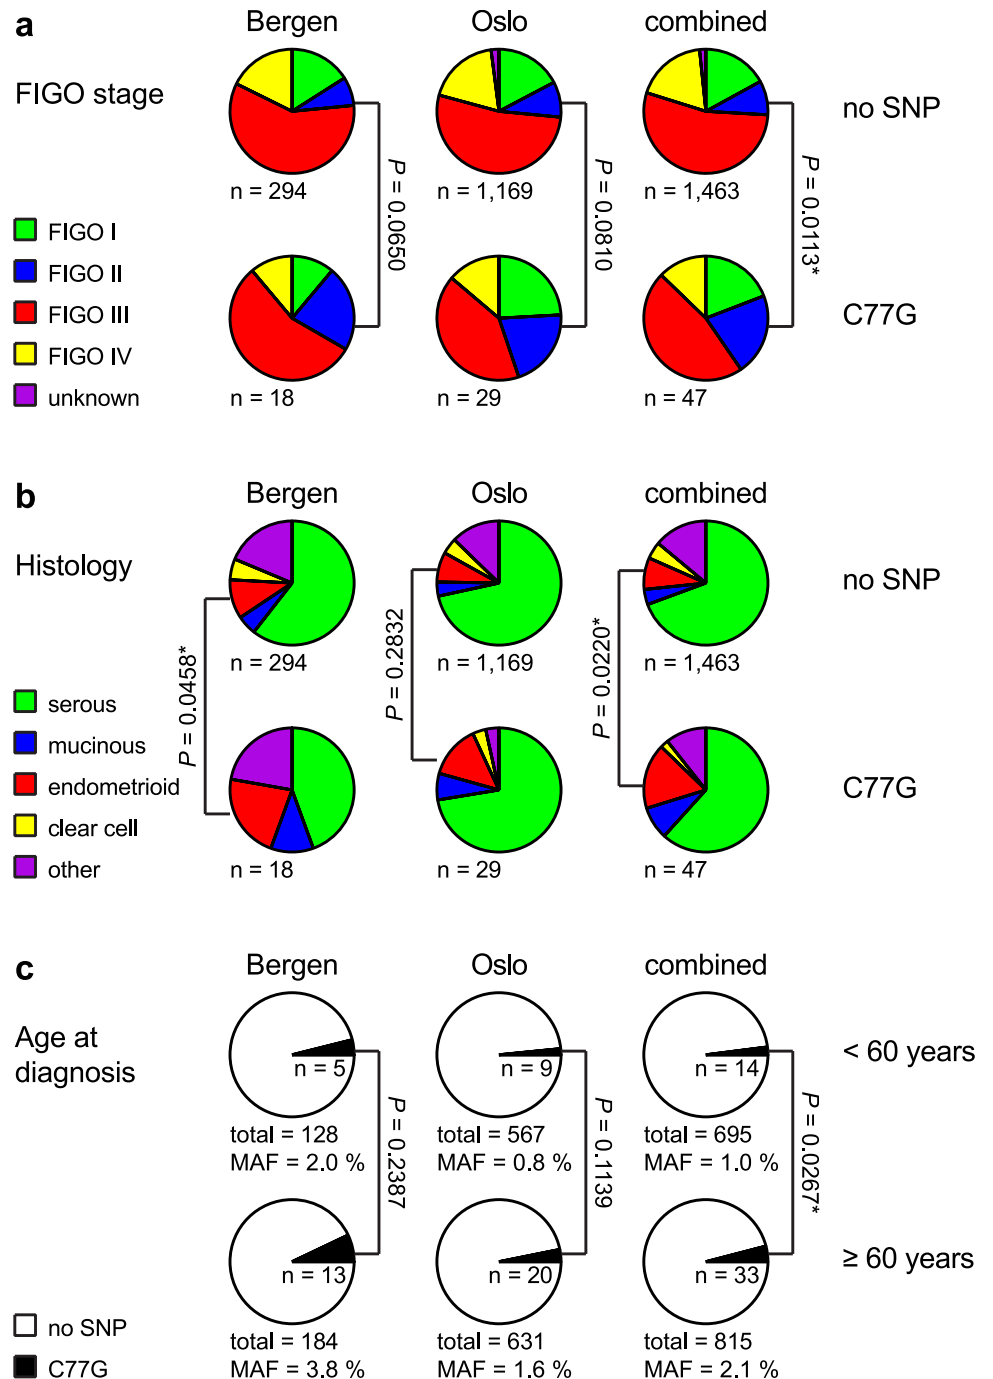 a
Bergen
Oslo
combined
FIGO stage
no SNP
n = 294
n = 1,169
n = 1,463
P = 0.0650
P = 0.0810
P = 0.0113*
FIGO I
FIGO II
FIGO III
FIGO IV
unknown
C77G
n = 18
n = 29
n = 47
b
Bergen
Oslo
combined
Histology
no SNP
n = 294
n = 1,169
n = 1,463
P = 0.0458*
P = 0.2832
P = 0.0220*
serous
mucinous
endometrioid
clear cell
other
C77G
n = 18
n = 29
n = 47
c
Bergen
Oslo
combined
Age at
diagnosis
< 60 years
n = 5
n = 9
n = 14
total = 128
MAF = 2.0 %
total = 567
MAF = 0.8 %
total = 695
MAF = 1.0 %
P = 0.2387
P = 0.1139
P = 0.0267*
≥ 60 years
n = 13
n = 20
n = 33
no SNP
C77G
total = 184
MAF = 3.8 %
total = 631
MAF = 1.6 %
total = 815
MAF = 2.1 %